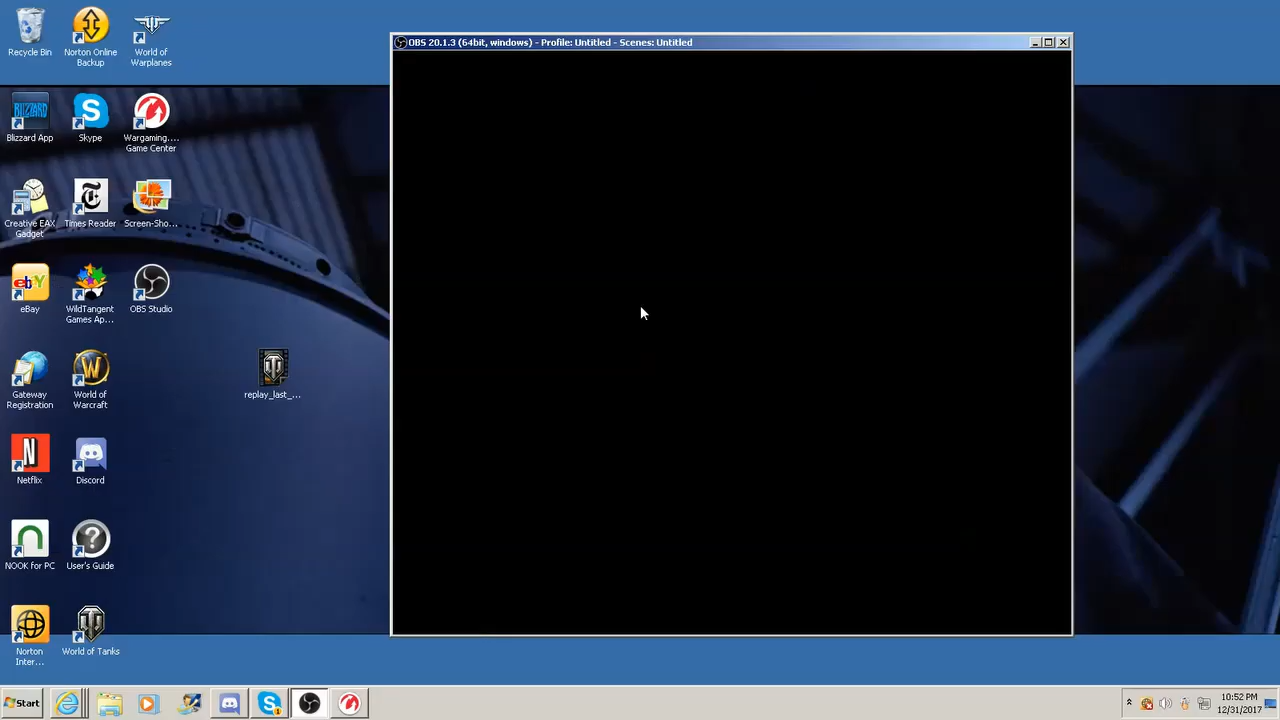 OBS 20.1.3 (64bit, windows) - Profile: Untitled - Scenes: Untitled
Recycle Bin
Norton Online
Backup
World of
Warplanes
BLIZZARD
Blizzard App
Skype
Wargaming....
Game Center
Creative EAX
Gadget
Times Reader
Screen-Sho...
ebY
eBay
WildTangent
Games Ap...
OBS Studio
Gateway
Registration
World of
Warcraft
replay_last_...
N
Netflix
Discord
NOOK for PC
User's Guide
Norton
Inter...
World of Tanks
Start
10:52 PM
12/31/2017